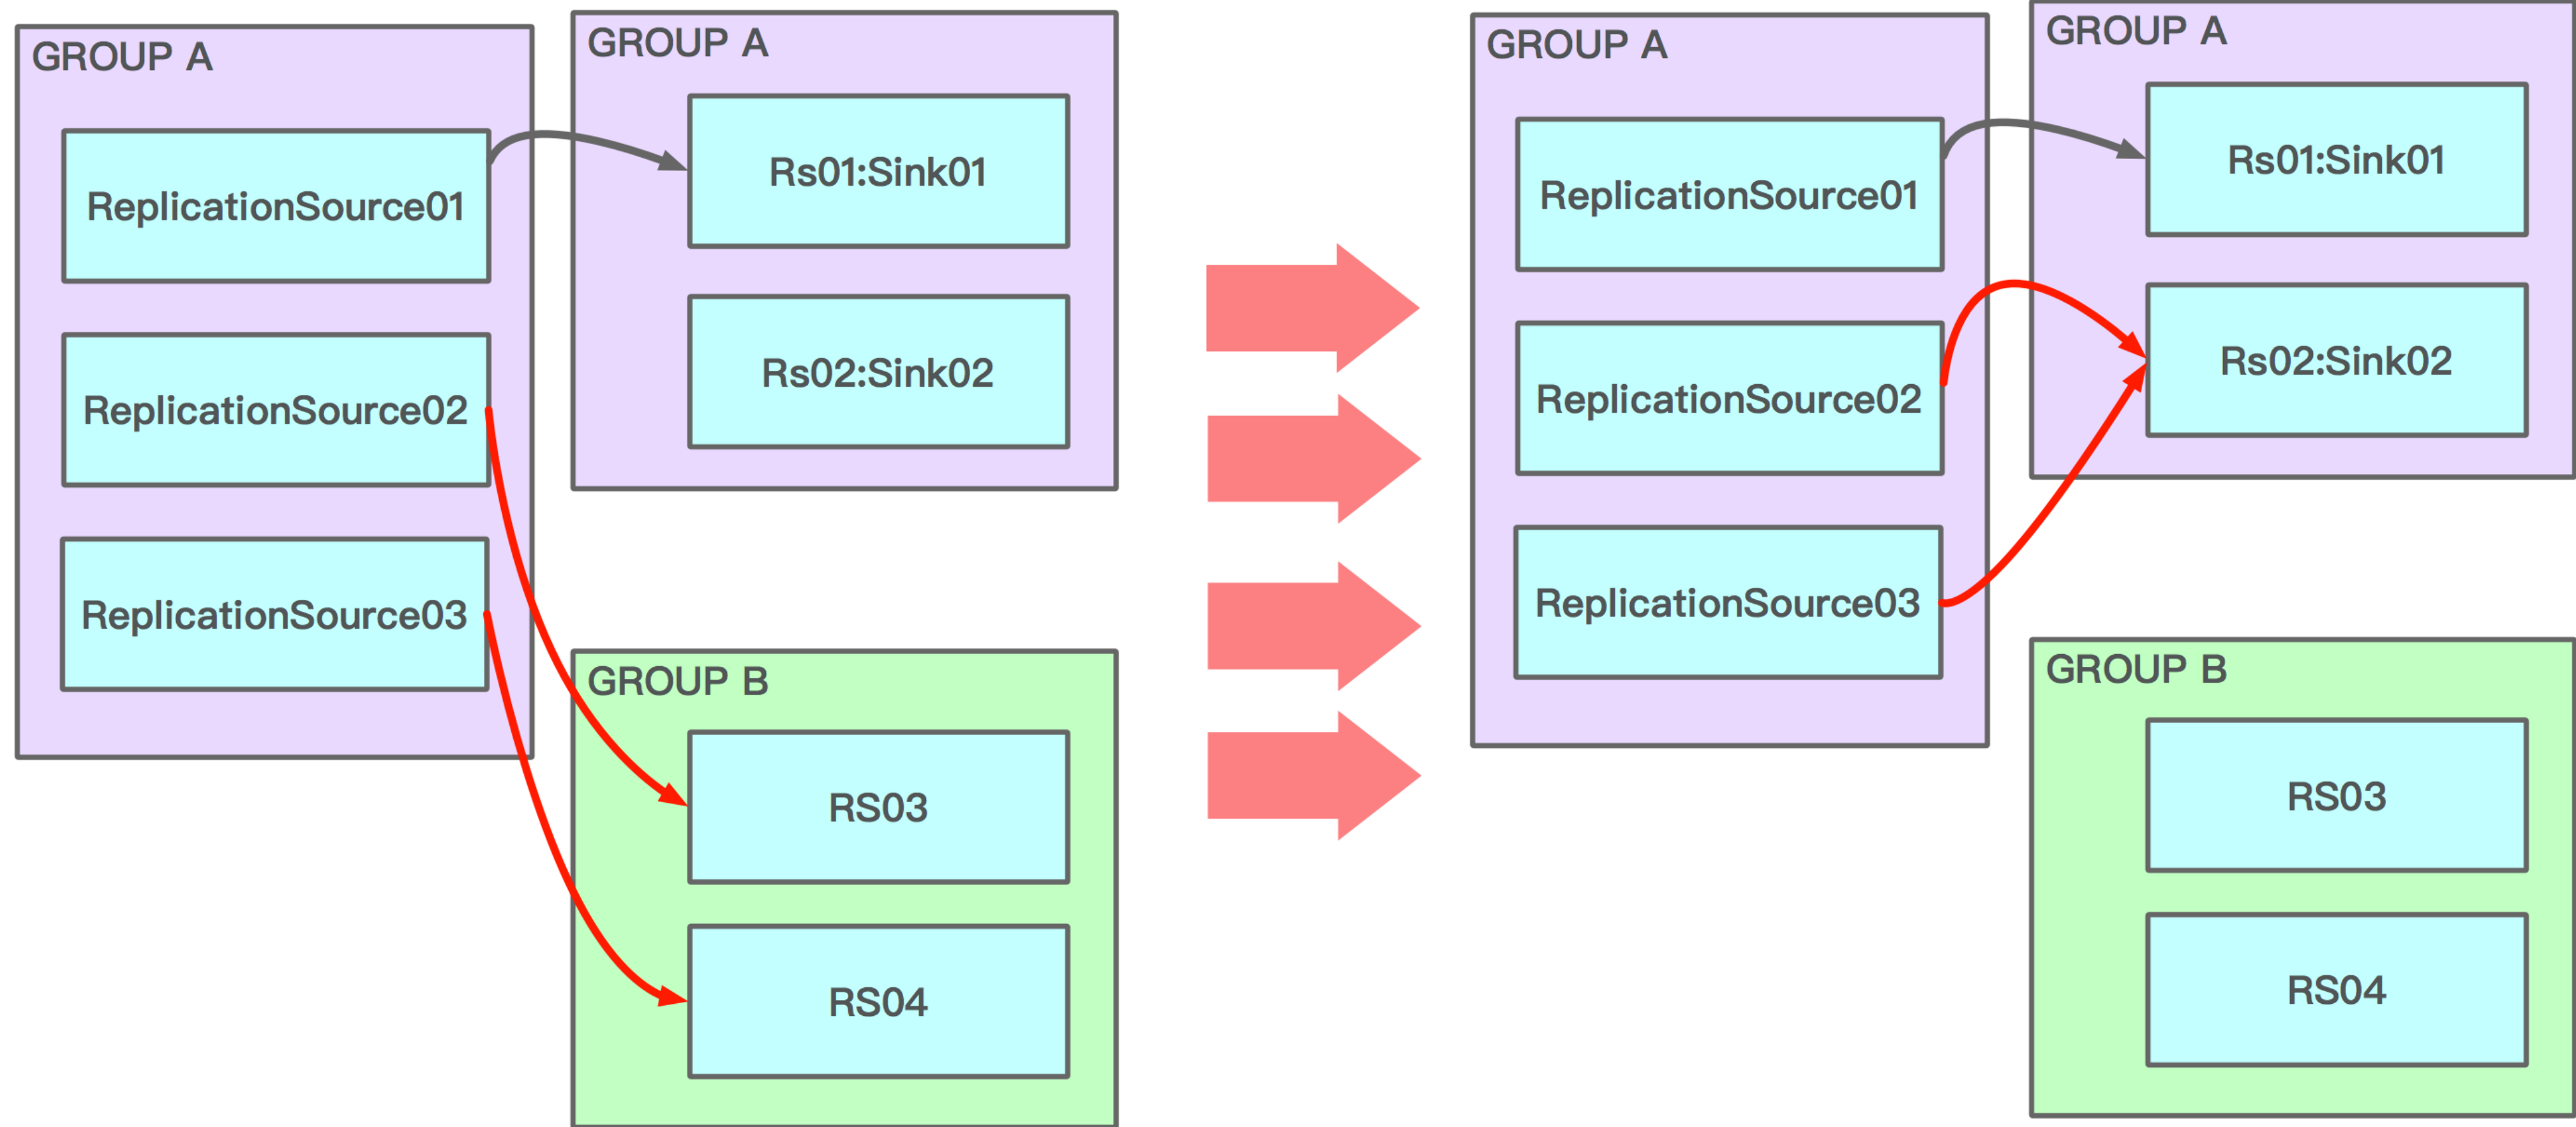 GROUP A
ReplicationSource01
ReplicationSource02
ReplicationSource03
GROUP A
Rs01:Sink01
Rs02:Sink02
GROUP B
RS03
RS04
GROUP A
ReplicationSource01
ReplicationSource02
ReplicationSource03
GROUP A
Rs01:Sink01
Rs02:Sink02
GROUP B
RS03
RS04